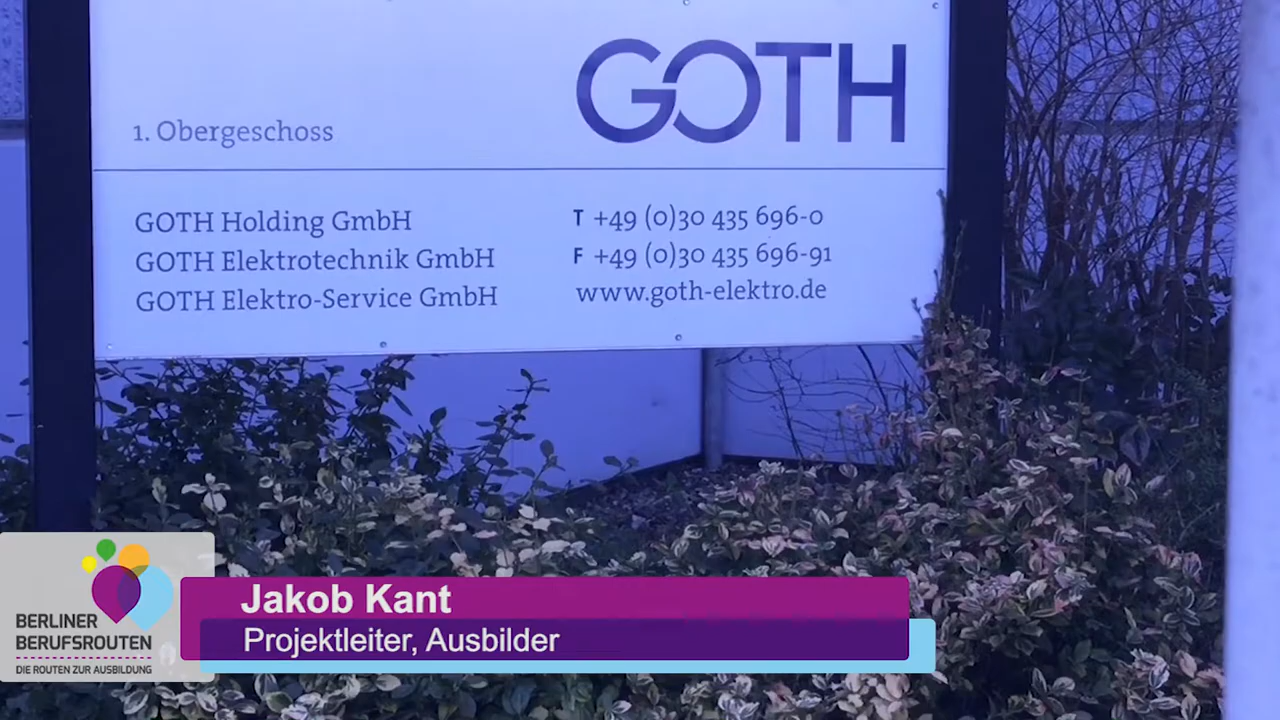 GOTH
1. Obergeschoss
GOTH Holding GmbH
GOTH Elektrotechnik GmbH
GOTH Elektro-Service GmbH
T +49 (0)30 435 696-0
F +49 (0)30 435 696-91
www.goth-elektro.de
Jakob Kant
Projektleiter, Ausbilder
BERLINER
BERUFSROUTEN
DIE ROUTEN ZUR AUSBILDUNG